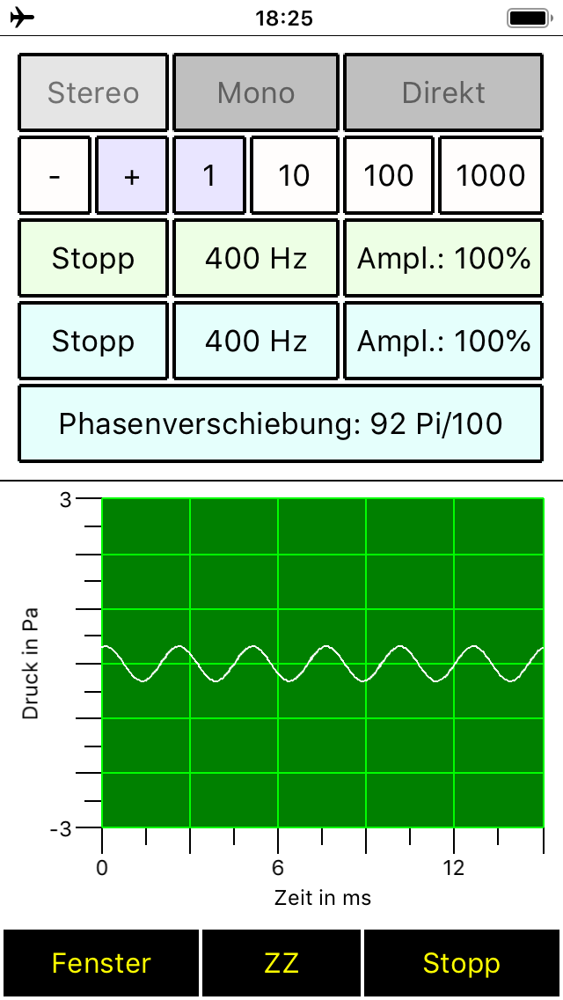 18:25
Stereo Mono Direkt
- + 1 10 100 1000
Stopp 400 Hz Ampl.: 100%
Stopp 400 Hz Ampl.: 100%
Phasenverschiebung: 92 Pi/100
3
Druck in Pa
-3
0 6 12
Zeit in ms
Fenster ZZ Stopp